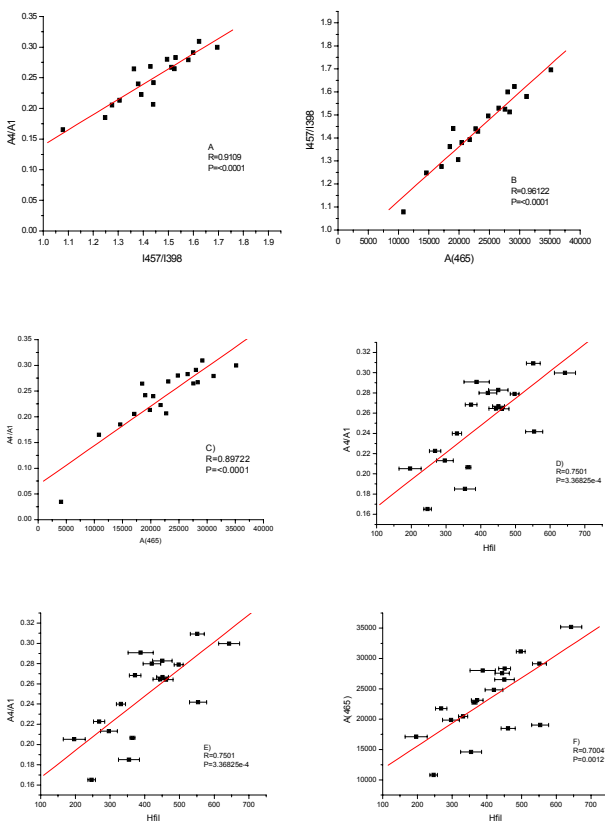 A4/A1
0.30
0.25
0.20
0.15
0.10
0.05
0.00
1.0 1.1 1.2 1.3 1.4 1.5 1.6 1.7 1.8 1.9
I457/I398
A
R=0.9109
P=<0.0001
I457/I398
1.9
1.8
1.7
1.6
1.5
1.4
1.3
1.2
1.1
1.0
0 5000 10000 15000 20000 25000 30000 35000 40000
A(465)
B
R=0.96122
P=<0.0001
A4/A1
0.35
0.30
0.25
0.20
0.15
0.10
0.05
0.00
0 5000 10000 15000 20000 25000 30000 35000 40000
A(465)
C)
R=0.89722
P=<0.0001
A4/A1
0.32
0.30
0.28
0.26
0.24
0.22
0.20
0.18
0.16
100 200 300 400 500 600 700
Hfil
D)
R=0.7501
P=3.36825e-4
A4/A1
0.32
0.30
0.28
0.26
0.24
0.22
0.20
0.18
0.16
100 200 300 400 500 600 700
Hfil
E)
R=0.7501
P=3.36825e-4
A(465)
35000
30000
25000
20000
15000
10000
100 200 300 400 500 600 700
Hfil
F)
R=0.7004
P=0.0012